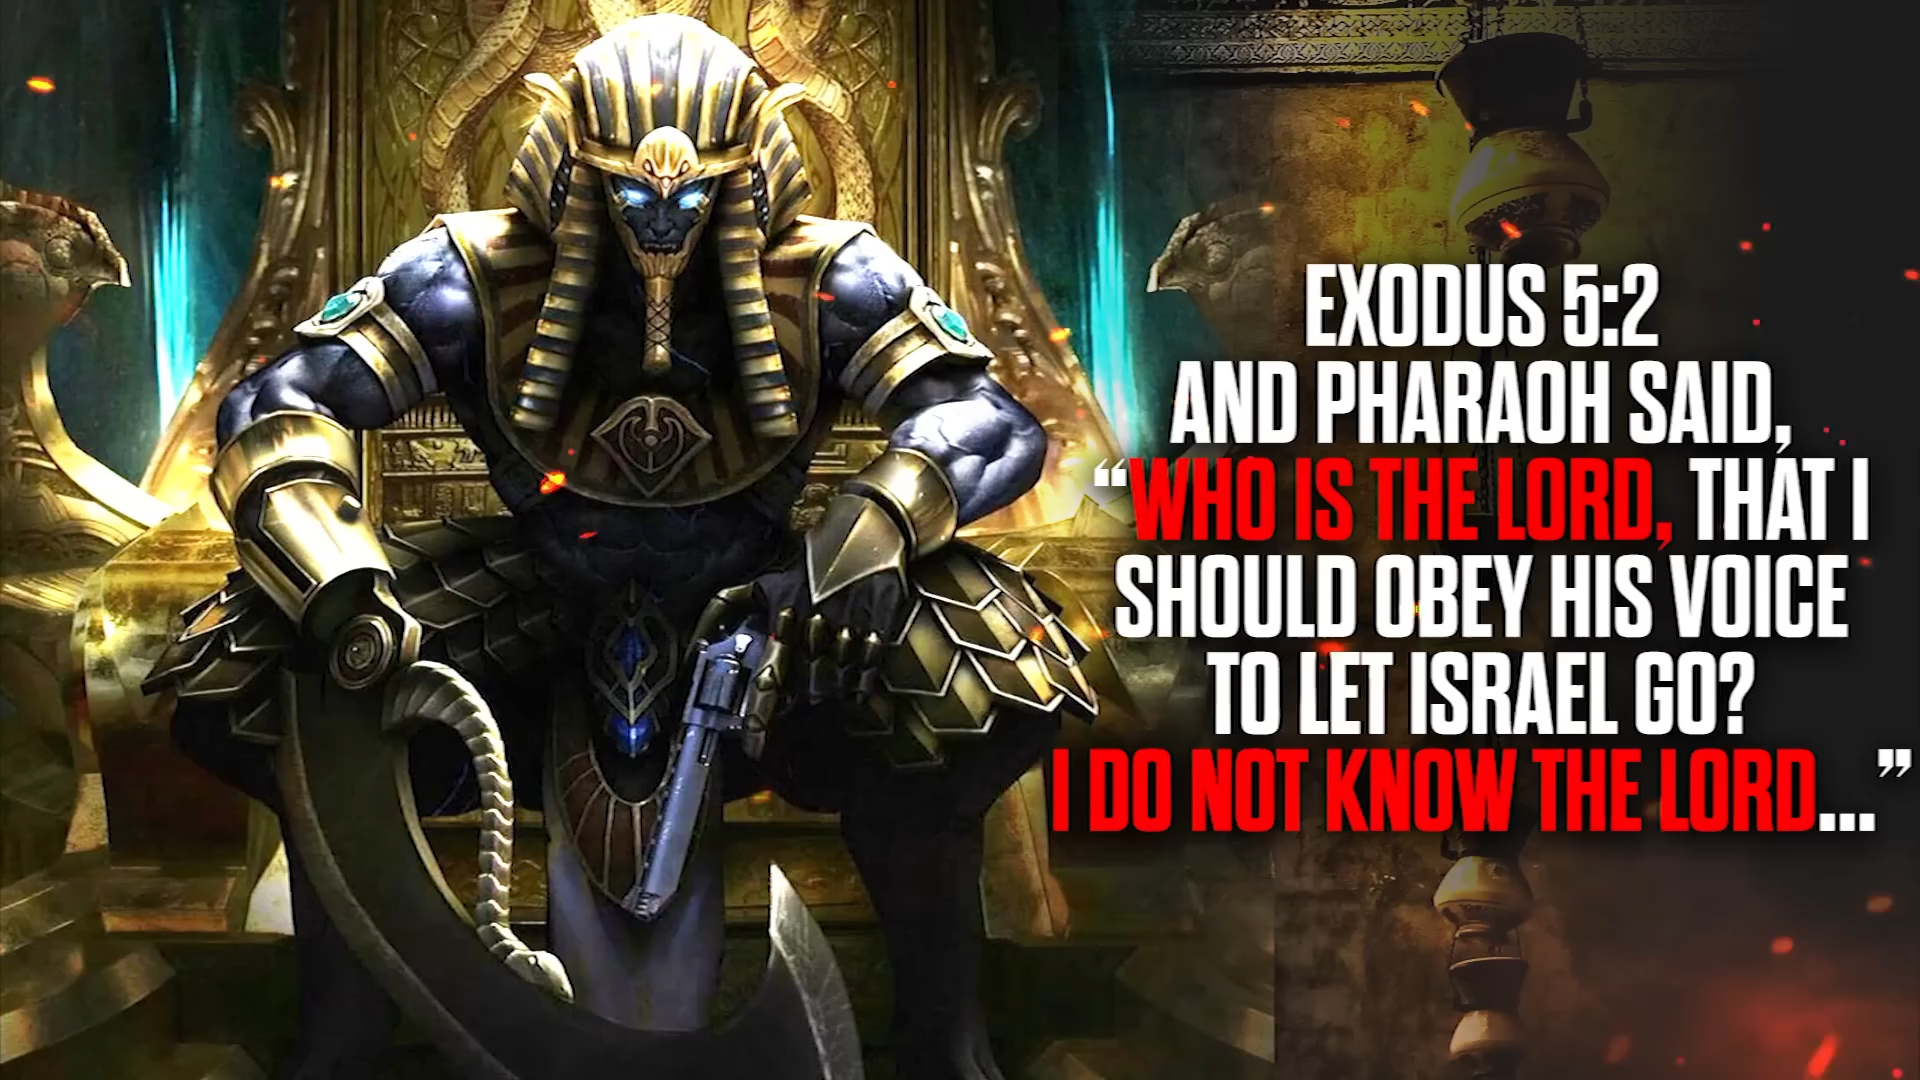 EXODUS 5:2
AND PHARAOH SAID,
“WHO IS THE LORD, THAT I
SHOULD OBEY HIS VOICE
TO LET ISRAEL GO?
I DO NOT KNOW THE LORD...”